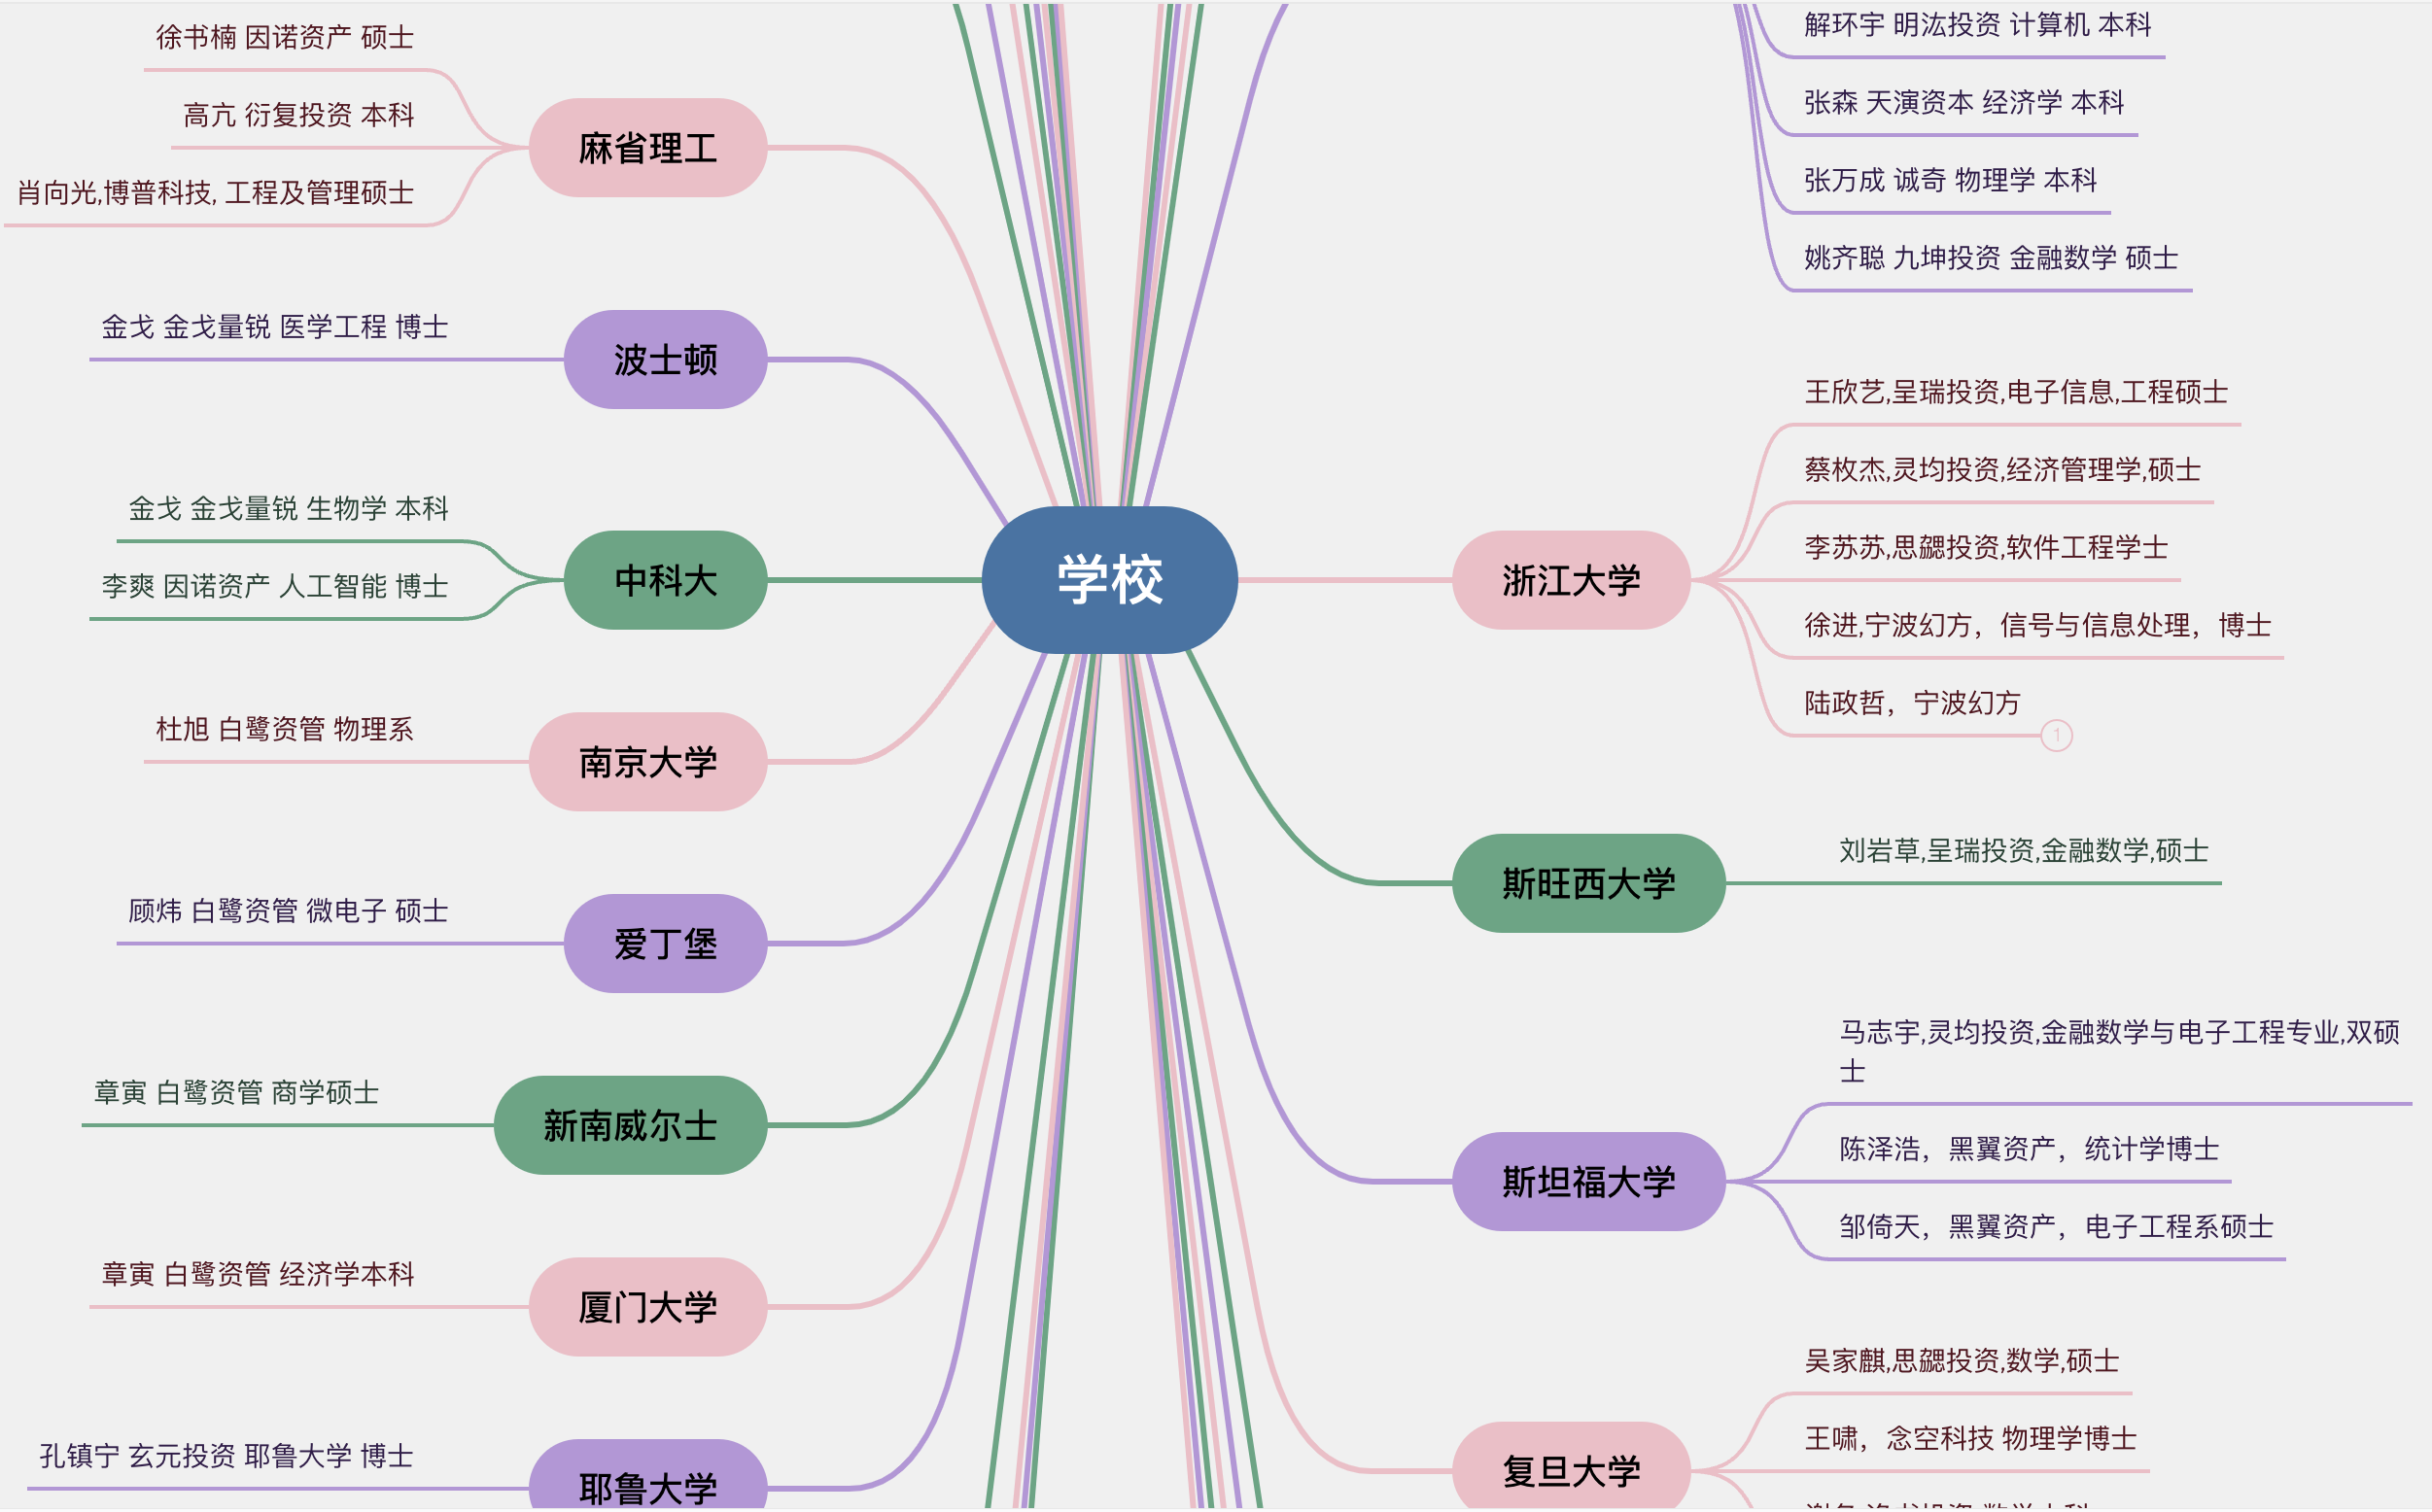 徐书楠 因诺资产 硕士
高亢 衍复投资 本科
肖向光,博普科技, 工程及管理硕士
麻省理工
金戈 金戈量锐 医学工程 博士
波士顿
金戈 金戈量锐 生物学 本科
李爽 因诺资产 人工智能 博士
中科大
杜旭 白鹭资管 物理系
南京大学
顾炜 白鹭资管 微电子 硕士
爱丁堡
章寅 白鹭资管 商学硕士
新南威尔士
章寅 白鹭资管 经济学本科
厦门大学
孔镇宁 玄元投资 耶鲁大学 博士
耶鲁大学
学校
解环宇 明汯投资 计算机 本科
张森 天演资本 经济学 本科
张万成 诚奇 物理学 本科
姚齐聪 九坤投资 金融数学 硕士
浙江大学
王欣艺,呈瑞投资,电子信息,工程硕士
蔡枚杰,灵均投资,经济管理学,硕士
李苏苏,思勰投资,软件工程学士
徐进,宁波幻方，信号与信息处理，博士
陆政哲，宁波幻方
1
斯旺西大学
刘岩草,呈瑞投资,金融数学,硕士
斯坦福大学
马志宇,灵均投资,金融数学与电子工程专业,双硕
士
陈泽浩，黑翼资产，统计学博士
邹倚天，黑翼资产，电子工程系硕士
复旦大学
吴家麒,思勰投资,数学,硕士
王啸，念空科技 物理学博士